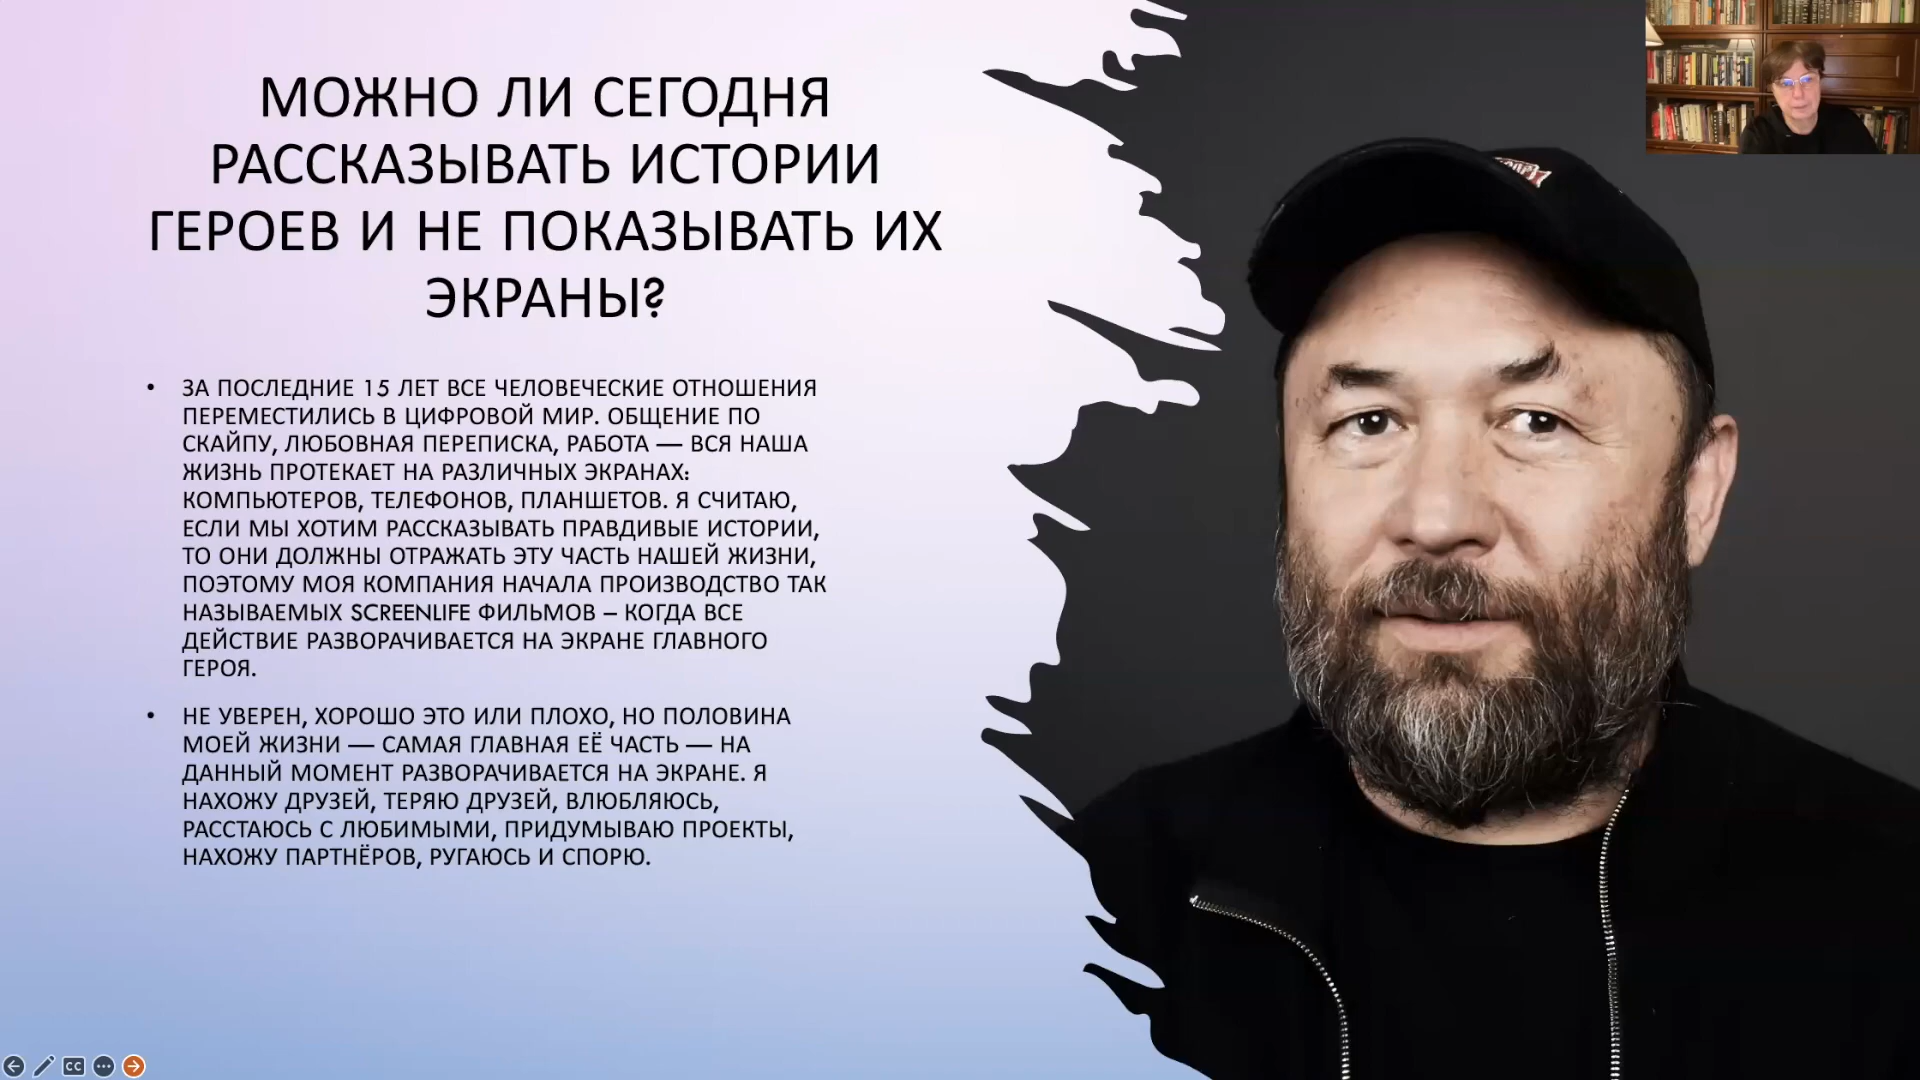 МОЖНО ЛИ СЕГОДНЯ
РАССКАЗЫВАТЬ ИСТОРИИ
ГЕРОЕВ И НЕ ПОКАЗЫВАТЬ ИХ
ЭКРАНЫ?
• ЗА ПОСЛЕДНИЕ 15 ЛЕТ ВСЕ ЧЕЛОВЕЧЕСКИЕ ОТНОШЕНИЯ
ПЕРЕМЕСТИЛИСЬ В ЦИФРОВОЙ МИР. ОБЩЕНИЕ ПО
СКАЙПУ, ЛЮБОВНАЯ ПЕРЕПИСКА, РАБОТА — ВСЯ НАША
ЖИЗНЬ ПРОТЕКАЕТ НА РАЗЛИЧНЫХ ЭКРАНАХ:
КОМПЬЮТЕРОВ, ТЕЛЕФОНОВ, ПЛАНШЕТОВ. Я СЧИТАЮ,
ЕСЛИ МЫ ХОТИМ РАССКАЗЫВАТЬ ПРАВДИВЫЕ ИСТОРИИ,
ТО ОНИ ДОЛЖНЫ ОТРАЖАТЬ ЭТУ ЧАСТЬ НАШЕЙ ЖИЗНИ,
ПОЭТОМУ МОЯ КОМПАНИЯ НАЧАЛА ПРОИЗВОДСТВО ТАК
НАЗЫВАЕМЫХ SCREENLIFE ФИЛЬМОВ – КОГДА ВСЕ
ДЕЙСТВИЕ РАЗВОРАЧИВАЕТСЯ НА ЭКРАНЕ ГЛАВНОГО
ГЕРОЯ.
• НЕ УВЕРЕН, ХОРОШО ЭТО ИЛИ ПЛОХО, НО ПОЛОВИНА
МОЕЙ ЖИЗНИ — САМАЯ ГЛАВНАЯ ЕЁ ЧАСТЬ — НА
ДАННЫЙ МОМЕНТ РАЗВОРАЧИВАЕТСЯ НА ЭКРАНЕ. Я
НАХОЖУ ДРУЗЕЙ, ТЕРЯЮ ДРУЗЕЙ, ВЛЮБЛЯЮСЬ,
РАССТАЮСЬ С ЛЮБИМЫМИ, ПРИДУМЫВАЮ ПРОЕКТЫ,
НАХОЖУ ПАРТНЁРОВ, РУГАЮСЬ И СПОРЮ.
CC